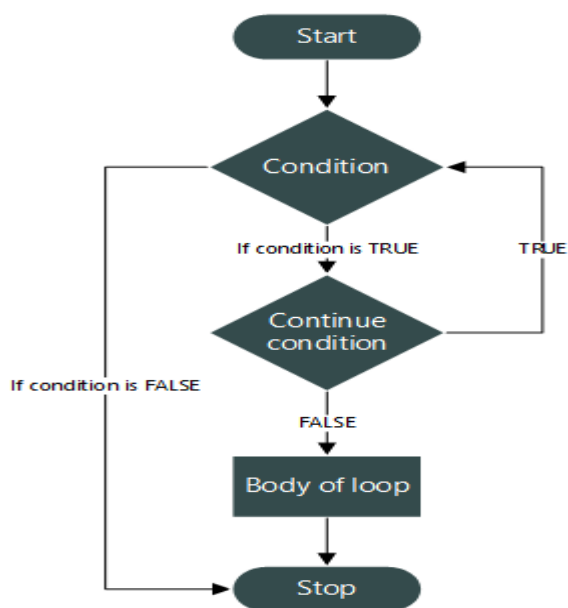 Start
Condition
If condition is TRUE
TRUE
Continue
condition
If condition is FALSE
FALSE
Body of loop
Stop